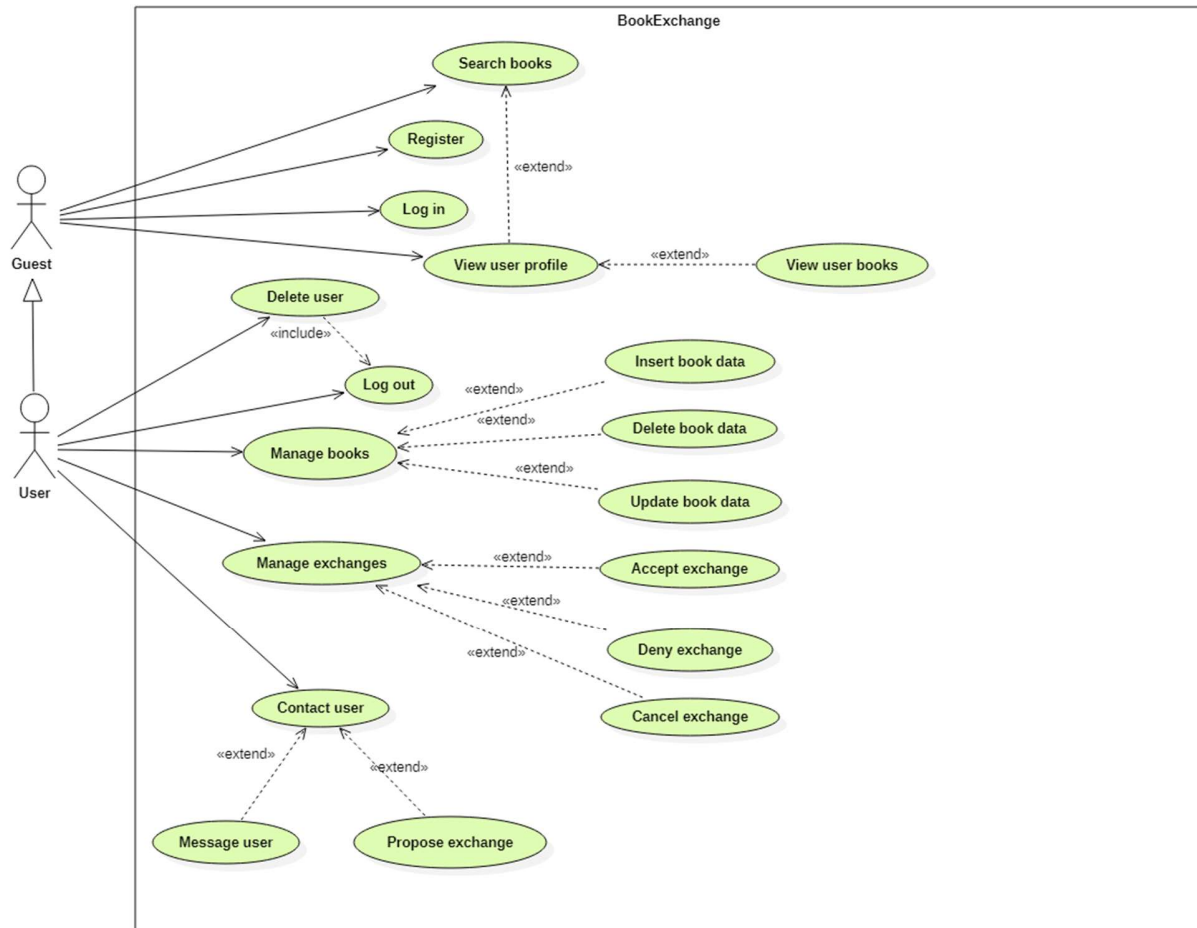 BookExchange
Search books
Register
«extend»
Log in
Guest
View user profile
«extend»
View user books
Delete user
«include»
Log out
Insert book data
«extend»
«extend»
Delete book data
Manage books
«extend»
Update book data
User
Manage exchanges
«extend»
Accept exchange
«extend»
Deny exchange
«extend»
Cancel exchange
Contact user
«extend»
«extend»
Message user
Propose exchange